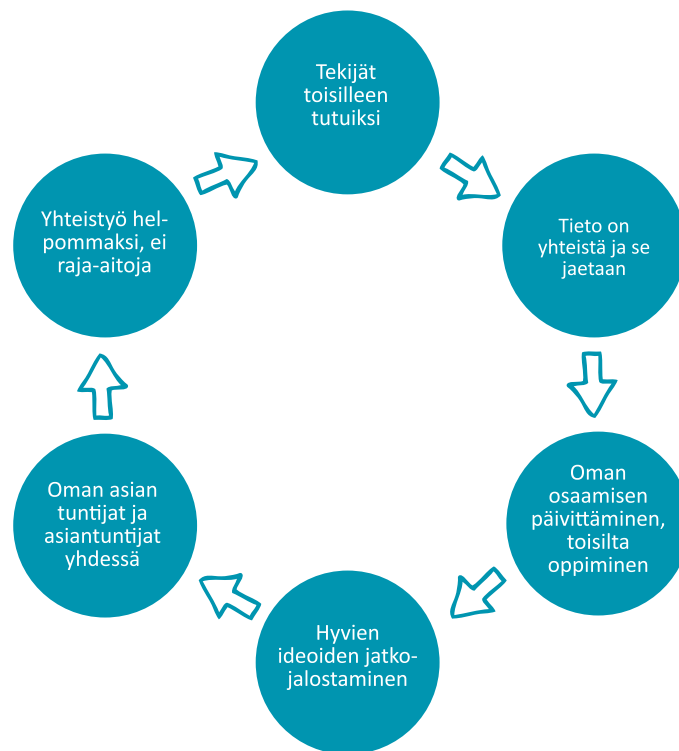 Tekijät
toisilleen
tutuiksi
Tieto on
yhteistä ja se
jaetaan
Oman
osaamisen
päivittäminen,
toisilta
oppiminen
Hyvien
ideoiden jatko-
jalostaminen
Oman asian
tuntijat ja
asiantuntijat
yhdessä
Yhteistyö hel-
pommaksi, ei
raja-aitoja